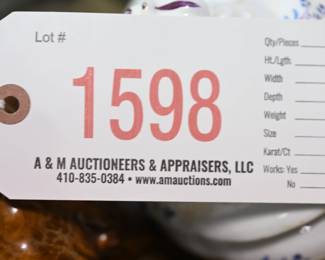 Lot #
1598
A & M AUCTIONEERS & APPRAISERS, LLC
410-835-0384 • www.amauctions.com
Qty/Pieces
Ht./Lgth
Width
Depth
Weight
Size
Karat/Ct
Works: Yes
No